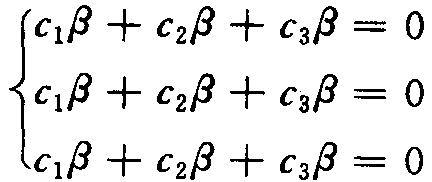 c₁β + c₂β + c₃β = 0
c₁β + c₂β + c₃β = 0
c₁β + c₂β + c₃β = 0